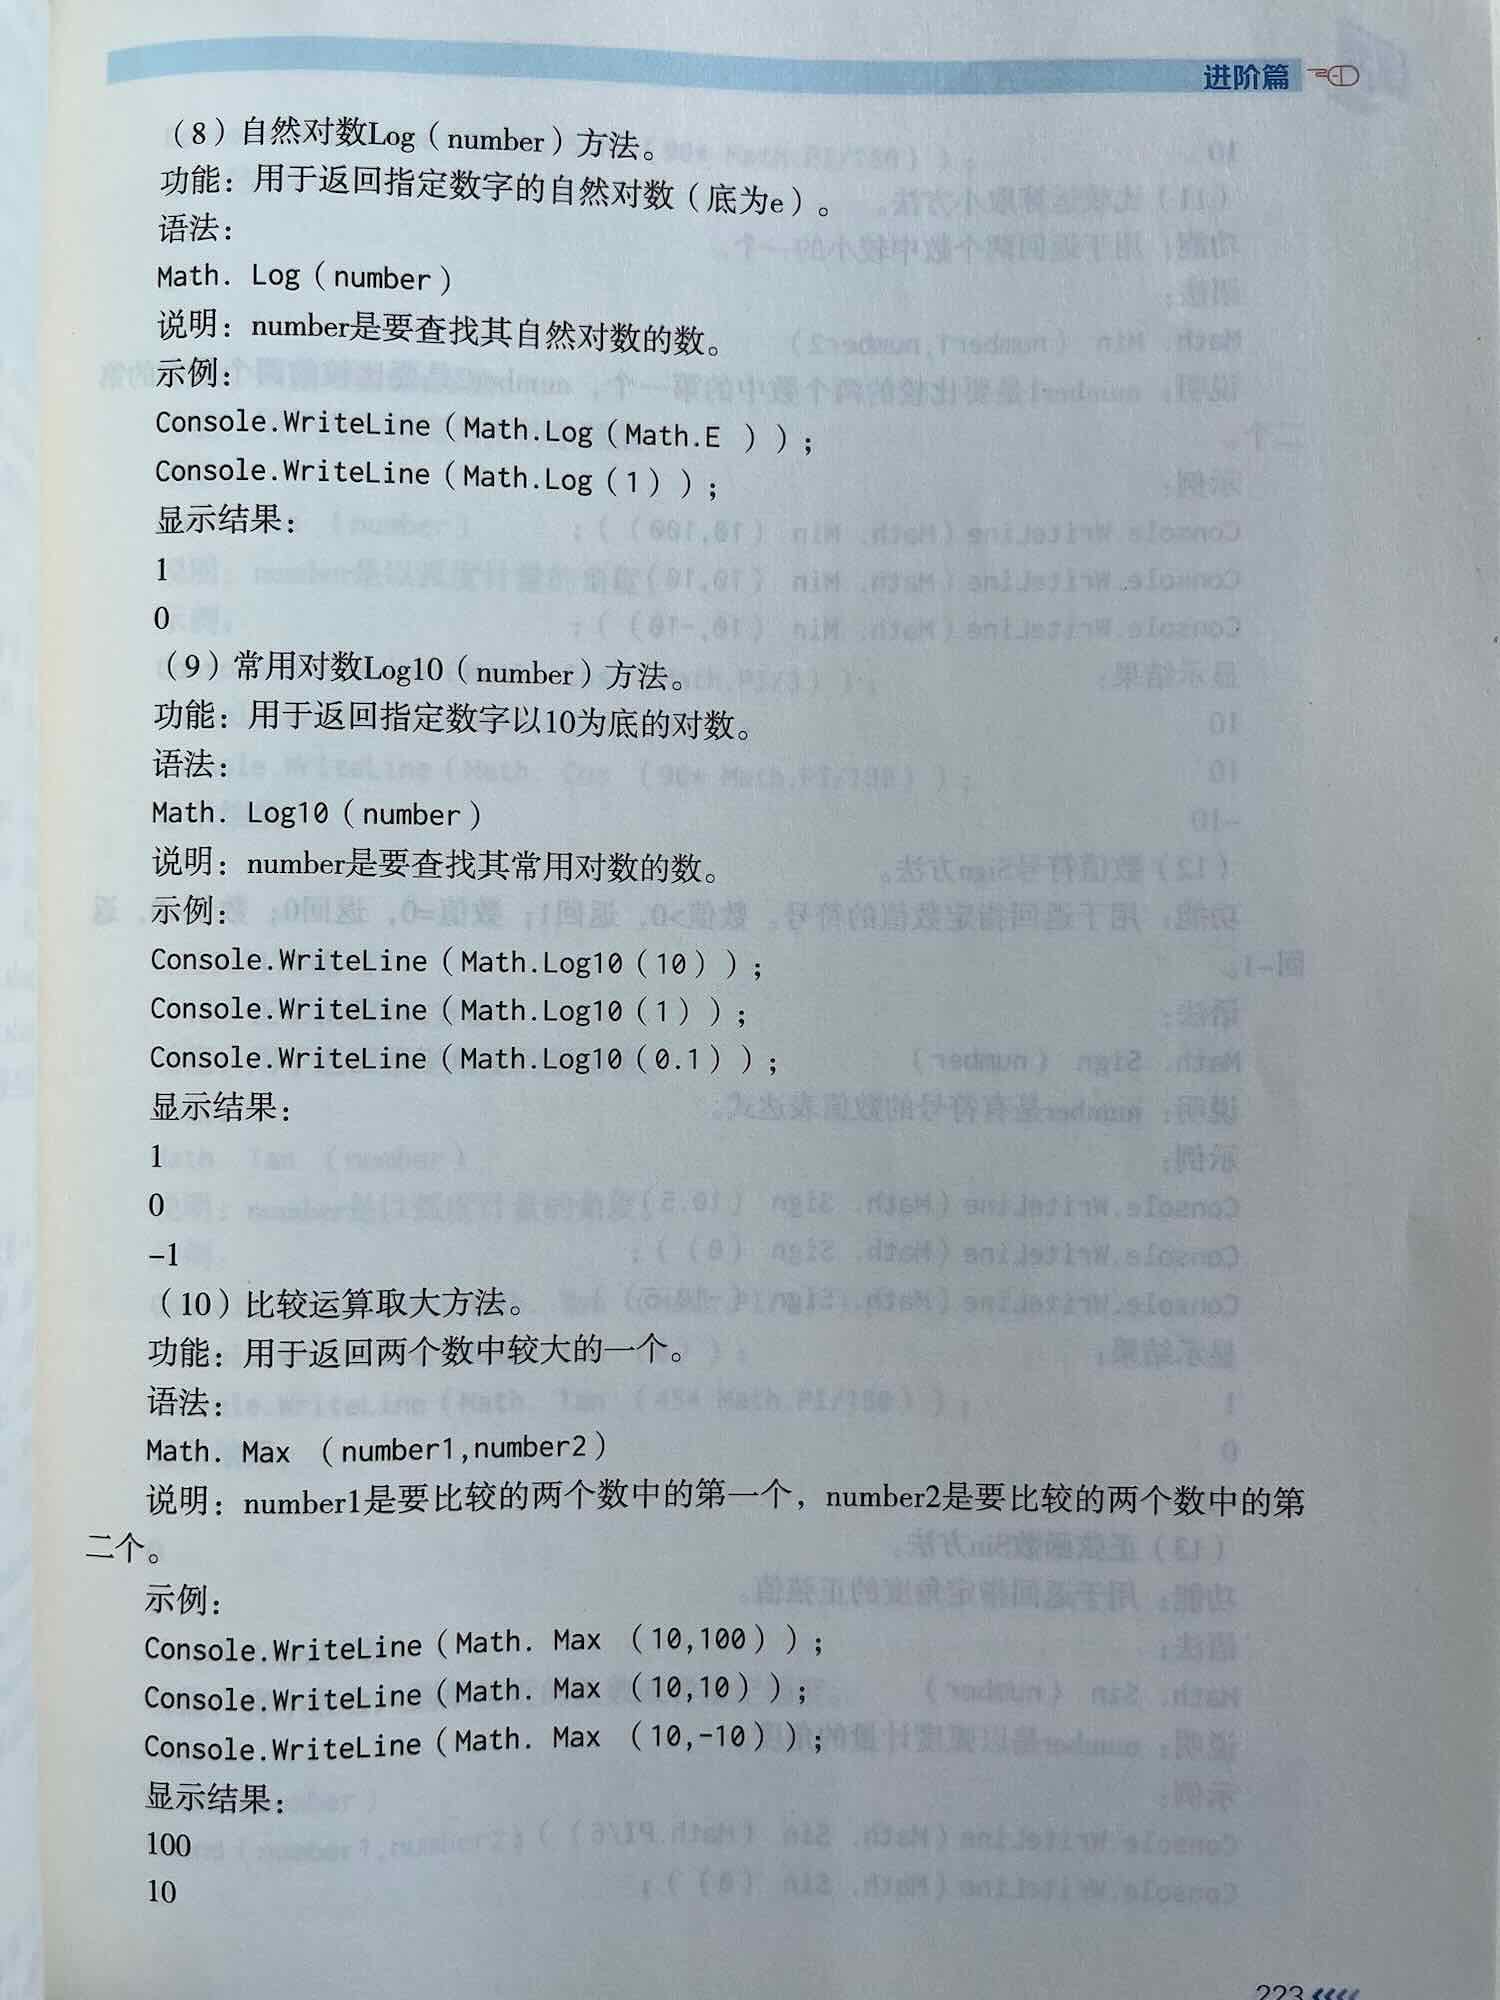 进阶篇
（8）自然对数Log（number）方法。
功能：用于返回指定数字的自然对数（底为e）。
语法：
Math. Log（number）
说明：number是要查找其自然对数的数。
示例：
Console.WriteLine（Math.Log（Math.E ））；
Console.WriteLine（Math.Log（1））；
显示结果：
1
0
（9）常用对数Log10（number）方法。
功能：用于返回指定数字以10为底的对数。
语法：
Math. Log10（number）
说明：number是要查找其常用对数的数。
示例：
Console.WriteLine（Math.Log10（10））；
Console.WriteLine（Math.Log10（1））；
Console.WriteLine（Math.Log10（0.1））；
显示结果：
1
0
-1
（10）比较运算取大方法。
功能：用于返回两个数中较大的一个。
语法：
Math. Max （number1,number2）
说明：number1是要比较的两个数中的第一个，number2是要比较的两个数中的第
二个。
示例：
Console.WriteLine（Math. Max （10,100））；
Console.WriteLine（Math. Max （10,10））；
Console.WriteLine（Math. Max （10,-10））；
显示结果：
100
10
223